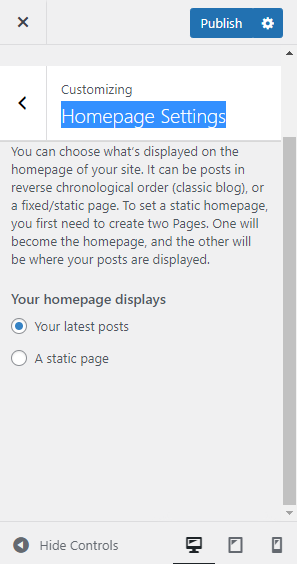 Publish
Customizing
Homepage Settings
You can choose what's displayed on the
homepage of your site. It can be posts in
reverse chronological order (classic blog), or
a fixed/static page. To set a static homepage,
you first need to create two Pages. One will
become the homepage, and the other will
be where your posts are displayed.
Your homepage displays
Your latest posts
A static page
Hide Controls